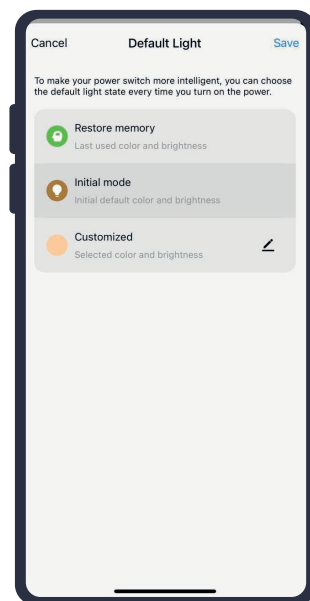 Cancel Default Light Save
To make your power switch more intelligent, you can choose
the default light state every time you turn on the power.
Restore memory
Last used color and brightness
Initial mode
Initial default color and brightness
Customized
Selected color and brightness